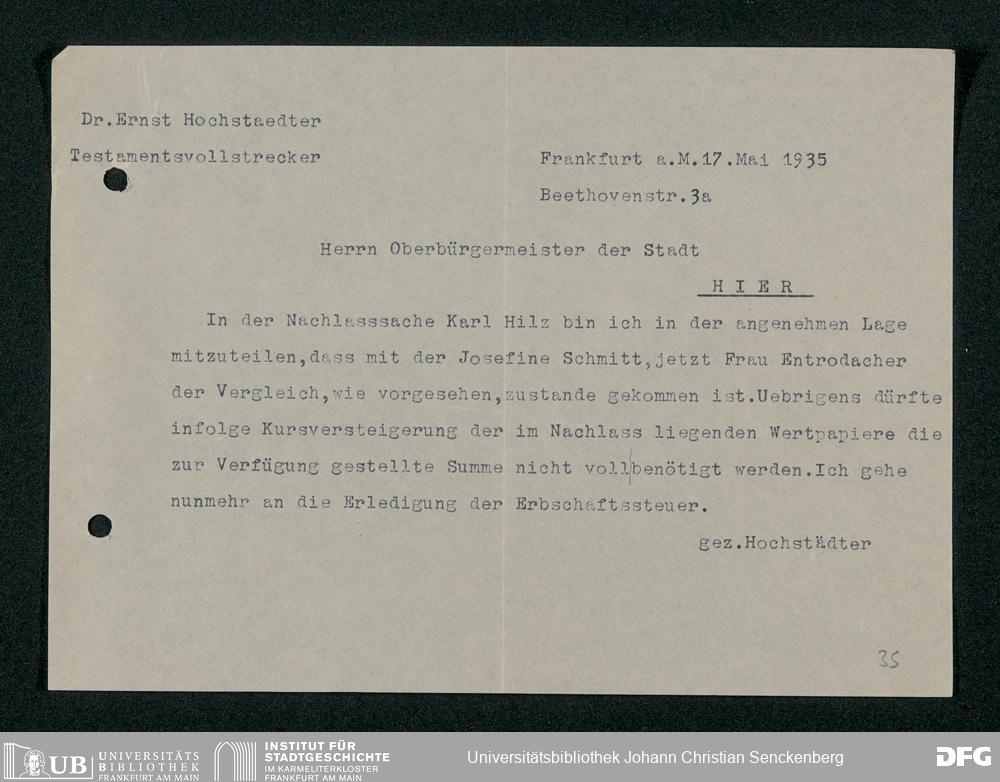 Dr.Ernst Hochstaedter
Testamentsvollstrecker
Frankfurt a.M.17.Mai 1935
Beethovenstr.3a
Herrn Oberbürgermeister der Stadt
H I E R
In der Nachlasssache Karl Hilz bin ich in der angenehmen Lage
mitzuteilen,dass mit der Josefine Schmitt,jetzt Frau Entrodacher
der Vergleich,wie vorgesehen,zustande gekommen ist.Uebrigens dürfte
infolge Kursversteigerung der im Nachlass liegenden Wertpapiere die
zur Verfügung gestellte Summe nicht voll|benötigt werden.Ich gehe
nunmehr an die Erledigung der Erbschaftssteuer.
gez.Hochstädter
35
UB UNIVERSITÄTS
BIBLIOTHEK
FRANKFURT AM MAIN
INSTITUT FÜR
STADTGESCHICHTE
IM KARMELITERKLOSTER
FRANKFURT AM MAIN
Universitätsbibliothek Johann Christian Senckenberg
DFG